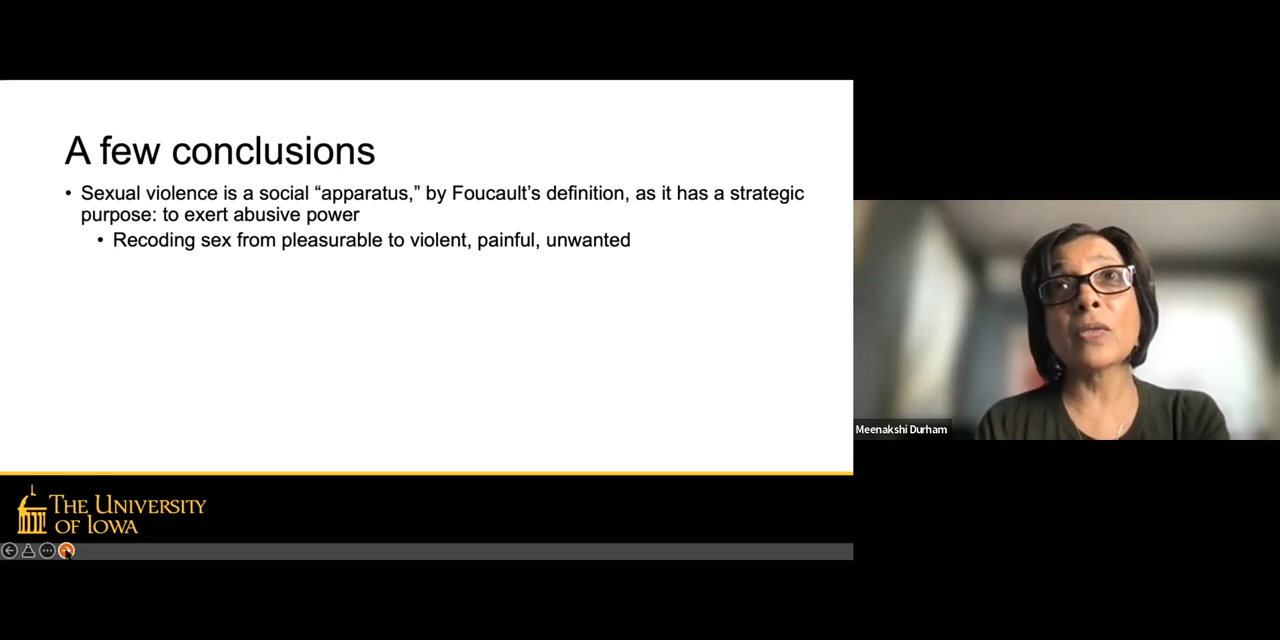 A few conclusions
• Sexual violence is a social “apparatus,” by Foucault’s definition, as it has a strategic
purpose: to exert abusive power
• Recoding sex from pleasurable to violent, painful, unwanted
Meenakshi Durham
THE UNIVERSITY
OF IOWA